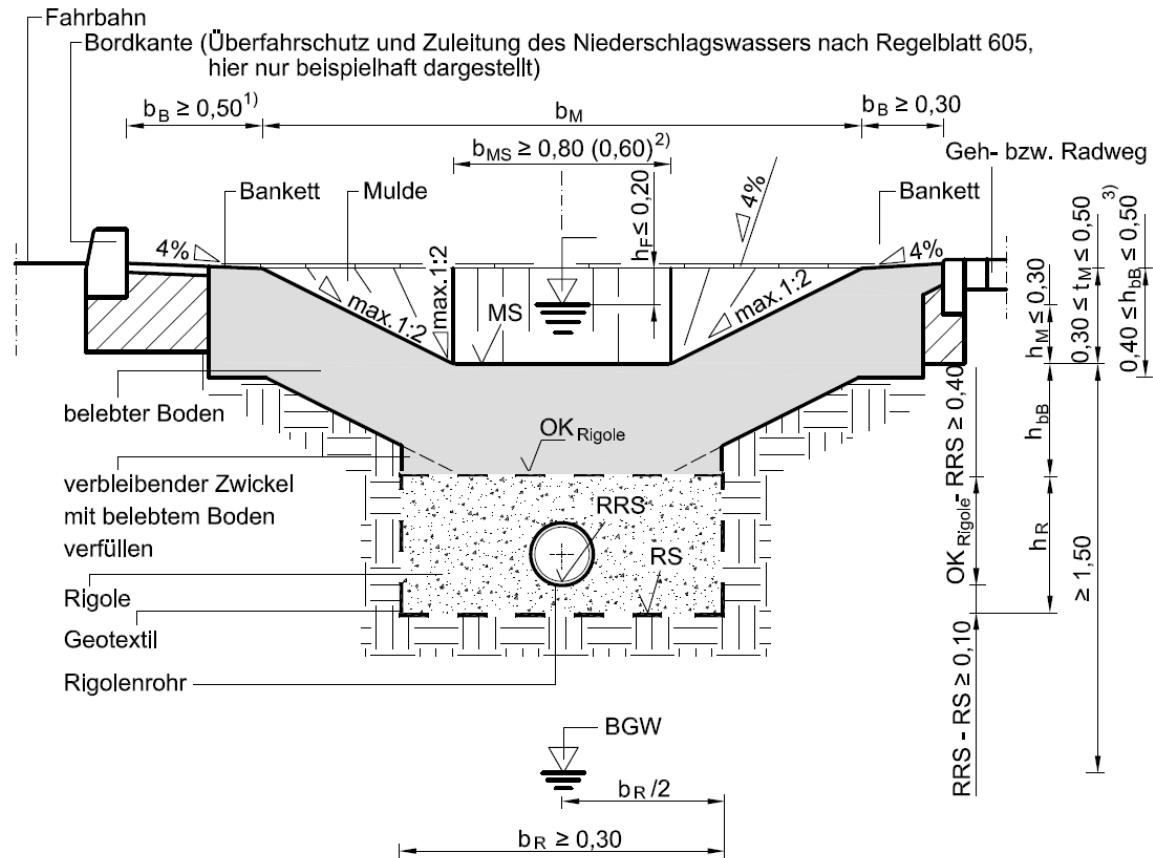 Fahrbahn
Bordkante (Überfahrschutz und Zuleitung des Niederschlagswassers nach Regelblatt 605,
hier nur beispielhaft dargestellt)
b_B ≥ 0,50 1)
b_M
b_B ≥ 0,30
b_MS ≥ 0,80 (0,60) 2)
Geh- bzw. Radweg
Bankett
Mulde
h_F ≤ 0,20
4%
Bankett
4%
4%
max.1:2
max.1:2
max.1:2
MS
h_M ≤ 0,30
0,30 ≤ t_M ≤ 0,50
0,40 ≤ h_bB ≤ 0,50 3)
belebter Boden
OK_Rigole
verbleibender Zwickel
mit belebtem Boden
verfüllen
RRS
RS
OK_Rigole - RRS ≥ 0,40
h_bB
h_R
≥ 1,50
Rigole
Geotextil
Rigolenrohr
RRS - RS ≥ 0,10
BGW
b_R /2
b_R ≥ 0,30